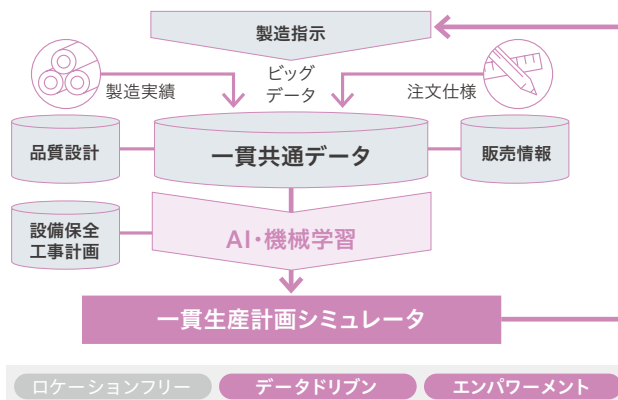 製造指示
ビッグ
データ
製造実績
注文仕様
品質設計
一貫共通データ
販売情報
設備保全
工事計画
AI・機械学習
一貫生産計画シミュレータ
ロケーションフリー
データドリブン
エンパワーメント